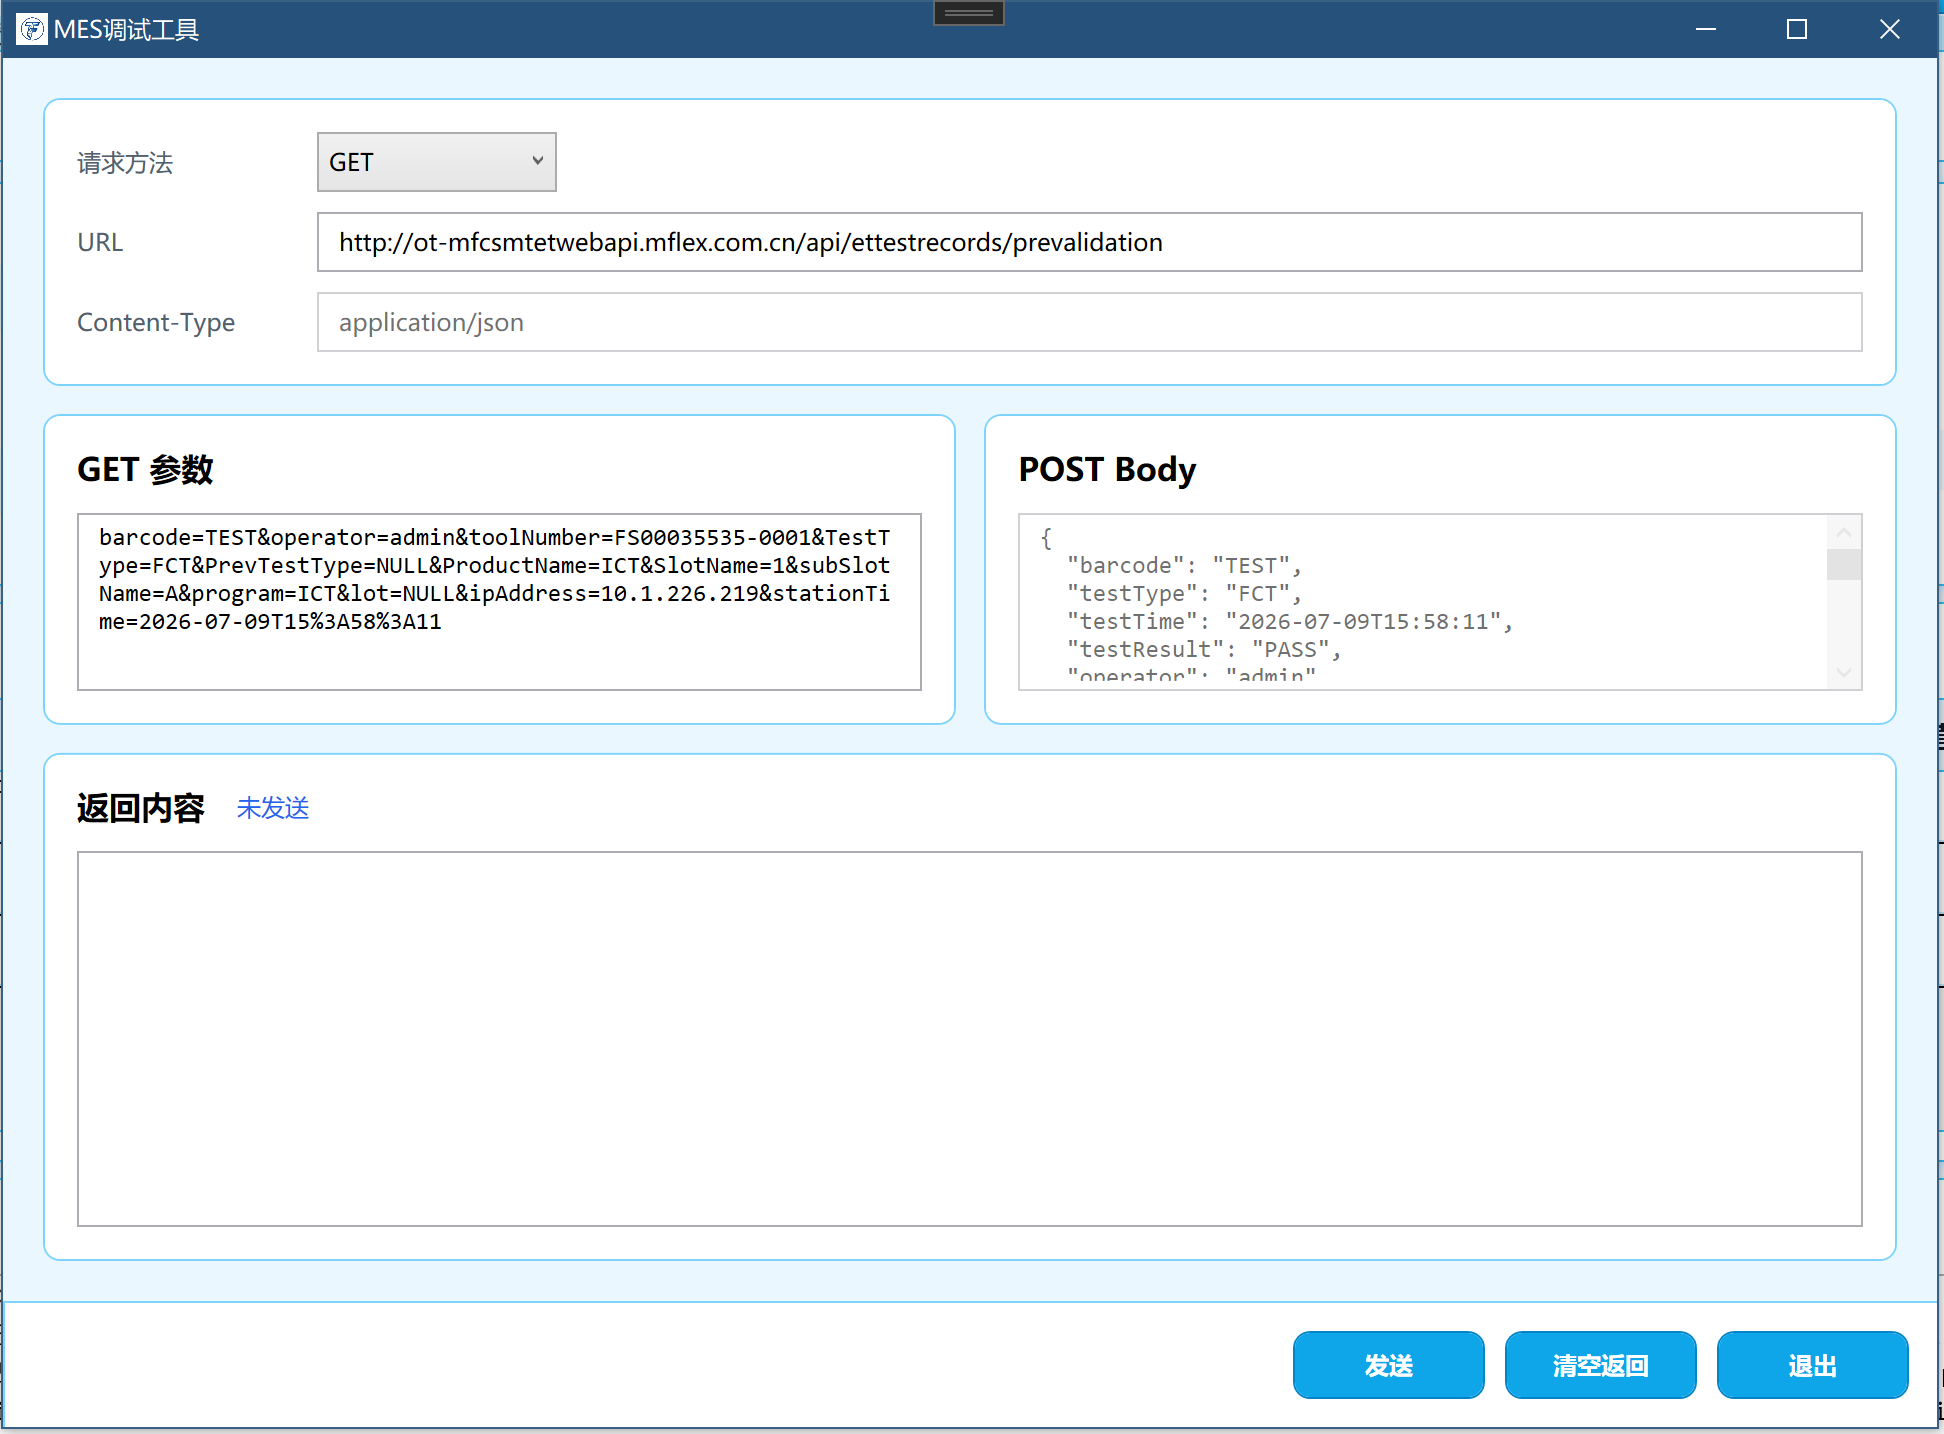 MES调试工具
请求方法
GET
URL
http://ot-mfcsmtetwebapi.mflex.com.cn/api/ettestrecords/prevalidation
Content-Type
application/json
GET 参数
barcode=TEST&operator=admin&toolNumber=FS00035535-0001&TestT
ype=FCT&PrevTestType=NULL&ProductName=ICT&SlotName=1&subSlot
Name=A&program=ICT&lot=NULL&ipAddress=10.1.226.219&stationTi
me=2026-07-09T15%3A58%3A11
POST Body
{
"barcode": "TEST",
"testType": "FCT",
"testTime": "2026-07-09T15:58:11",
"testResult": "PASS",
"operator": "admin"
返回内容
未发送
发送
清空返回
退出